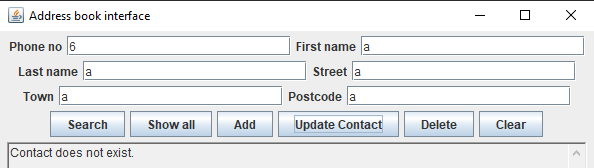 Address book interface
Phone no 6 First name a
Last name a Street a
Town a Postcode a
Search Show all Add Update Contact Delete Clear
Contact does not exist.